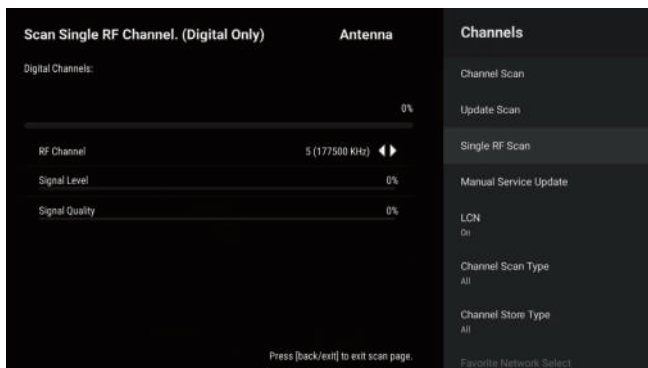 Scan Single RF Channel. (Digital Only) Antenna
Digital Channels:
0%
RF Channel 5 (177500 KHz)
Signal Level 0%
Signal Quality 0%
Press [back/exit] to exit scan page.
Channels
Channel Scan
Update Scan
Single RF Scan
Manual Service Update
LCN
On
Channel Scan Type
All
Channel Store Type
All
Favorite Network Select